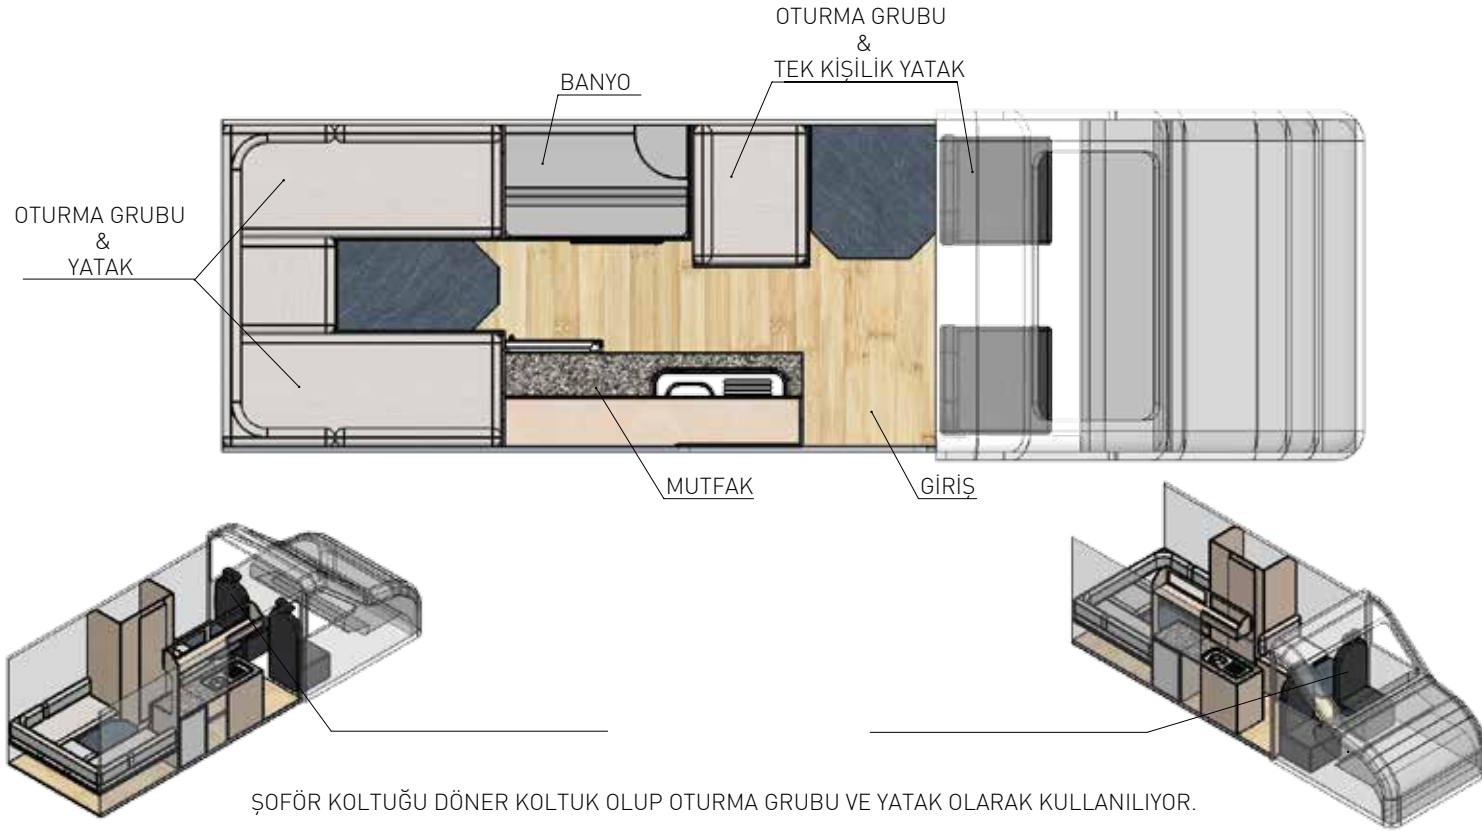 OTURMA GRUBU
&
TEK KİŞİLİK YATAK
BANYO
OTURMA GRUBU
&
YATAK
MUTFAK
GİRİŞ
ŞOFÖR KOLTUĞU DÖNER KOLTUK OLUP OTURMA GRUBU VE YATAK OLARAK KULLANILIYOR.